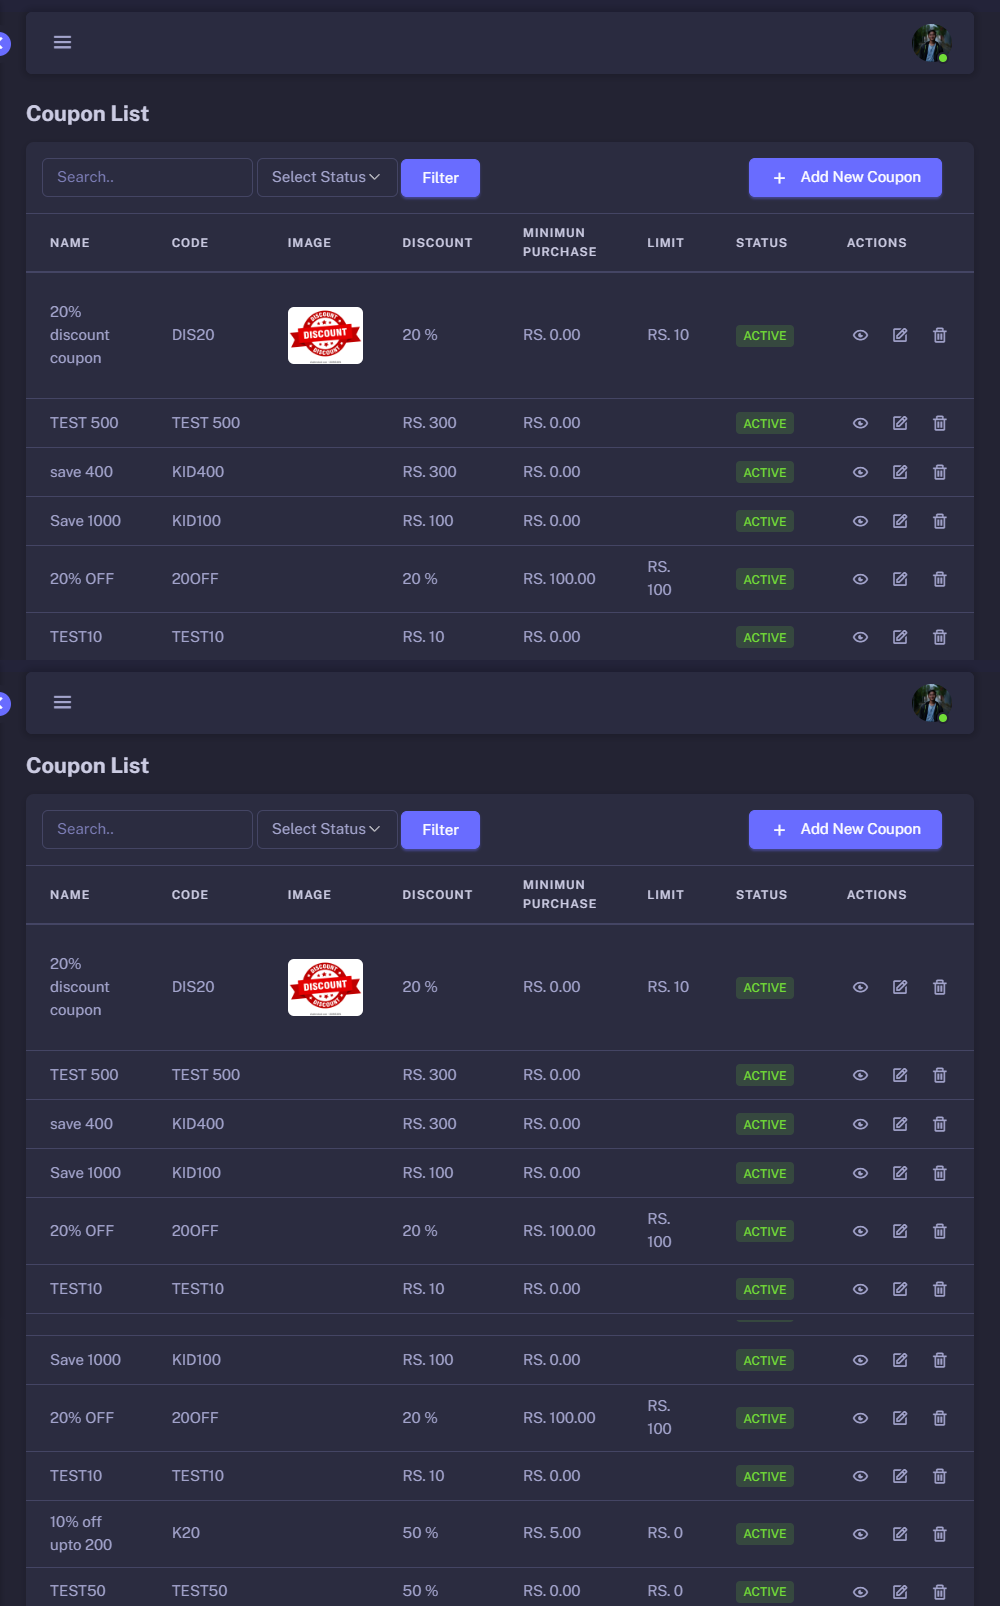 Coupon List
Search.. Select Status Filter + Add New Coupon
NAME CODE IMAGE DISCOUNT MINIMUN PURCHASE LIMIT STATUS ACTIONS
20% discount coupon DIS20 DISCOUNT DISCOUNT DISCOUNT 20 % RS. 0.00 RS. 10 ACTIVE
TEST 500 TEST 500 RS. 300 RS. 0.00 ACTIVE
save 400 KID400 RS. 300 RS. 0.00 ACTIVE
Save 1000 KID100 RS. 100 RS. 0.00 ACTIVE
20% OFF 20OFF 20 % RS. 100.00 RS. 100 ACTIVE
TEST10 TEST10 RS. 10 RS. 0.00 ACTIVE
Coupon List
Search.. Select Status Filter + Add New Coupon
NAME CODE IMAGE DISCOUNT MINIMUN PURCHASE LIMIT STATUS ACTIONS
20% discount coupon DIS20 DISCOUNT DISCOUNT DISCOUNT 20 % RS. 0.00 RS. 10 ACTIVE
TEST 500 TEST 500 RS. 300 RS. 0.00 ACTIVE
save 400 KID400 RS. 300 RS. 0.00 ACTIVE
Save 1000 KID100 RS. 100 RS. 0.00 ACTIVE
20% OFF 20OFF 20 % RS. 100.00 RS. 100 ACTIVE
TEST10 TEST10 RS. 10 RS. 0.00 ACTIVE
Save 1000 KID100 RS. 100 RS. 0.00 ACTIVE
20% OFF 20OFF 20 % RS. 100.00 RS. 100 ACTIVE
TEST10 TEST10 RS. 10 RS. 0.00 ACTIVE
10% off upto 200 K20 50 % RS. 5.00 RS. 0 ACTIVE
TEST50 TEST50 50 % RS. 0.00 RS. 0 ACTIVE